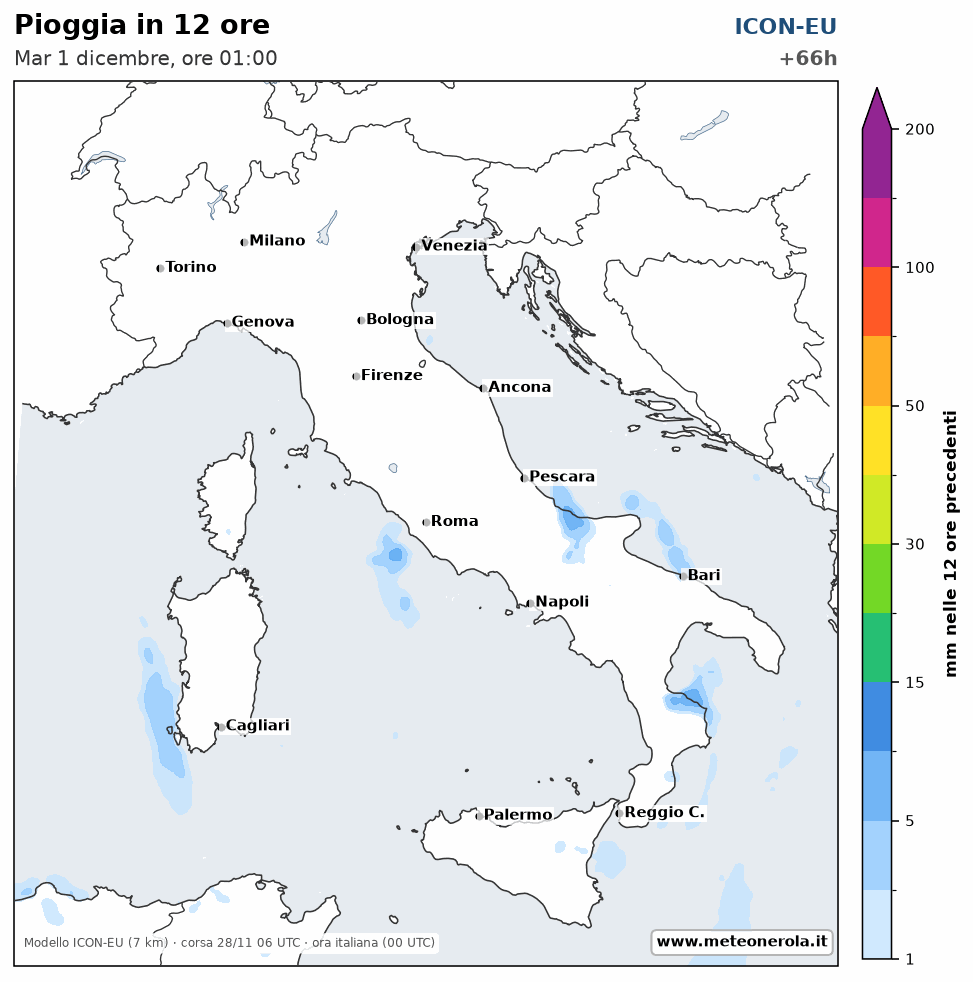 Pioggia in 12 ore
ICON-EU
Mar 1 dicembre, ore 01:00
+66h
200
100
50
30
15
5
1
mm nelle 12 ore precedenti
Milano
Venezia
Torino
Genova
Bologna
Firenze
Ancona
Pescara
Roma
Bari
Napoli
Cagliari
Palermo
Reggio C.
Modello ICON-EU (7 km) · corsa 28/11 06 UTC · ora italiana (00 UTC)
www.meteonerola.it